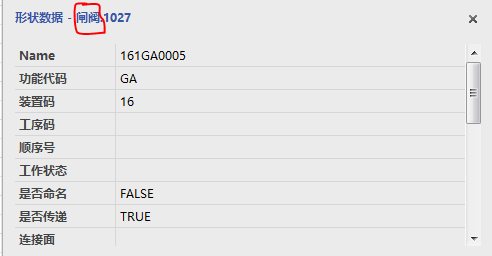 形状数据 - 闸阀.1027
Name 161GA0005
功能代码 GA
装置码 16
工序码
顺序号
工作状态
是否命名 FALSE
是否传递 TRUE
连接面